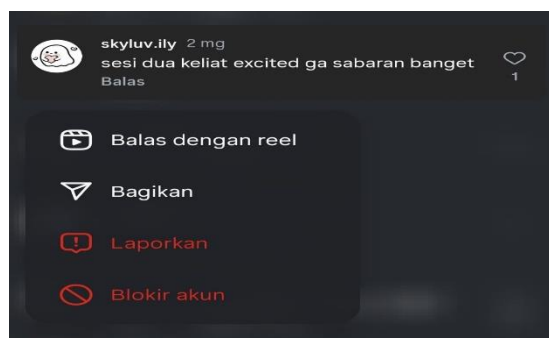 skyluv.ily 2 mg
sesi dua keliat excited ga sabaran banget
Balas
1
Balas dengan reel
Bagikan
Laporkan
Blokir akun